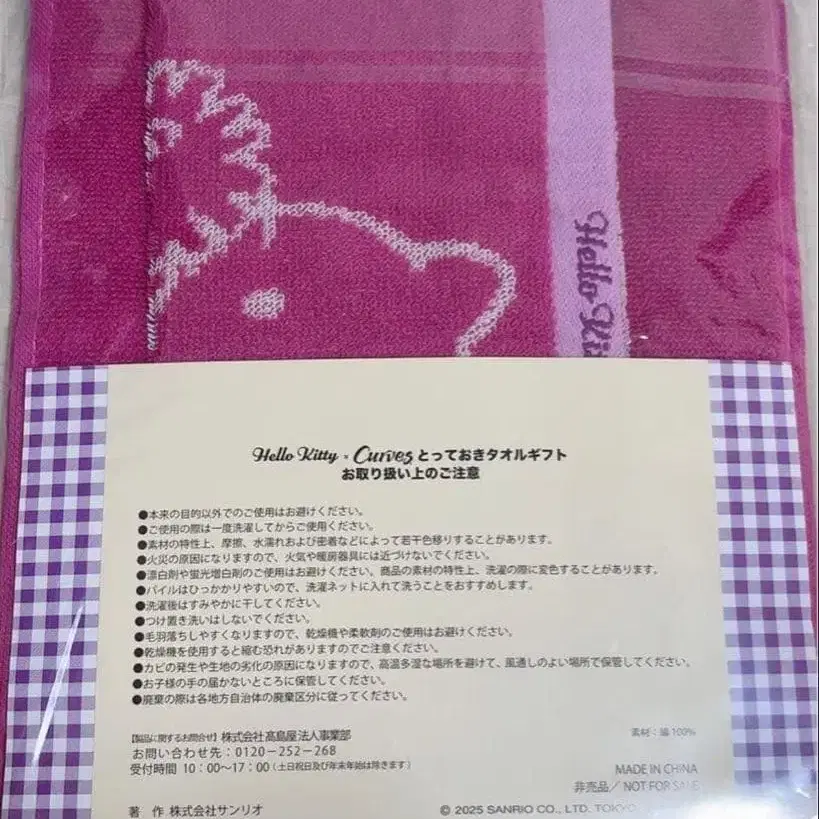 Hello Ki
Hello Kitty × Curves とっておきタオルギフト
お取り扱い上のご注意
●本来の目的以外でのご使用はお避けください。
●ご使用の際は一度洗濯してからご使用ください。
●素材の特性上、摩擦、水濡れおよび密着などによって若干色移りすることがあります。
●火災の原因になりますので、火気や暖房器具には近づけないでください。
●漂白剤や蛍光増白剤のご使用はお避けください。商品の素材の特性上、洗濯の際に変色することがあります。
●パイルはひっかかりやすいので、洗濯ネットに入れて洗うことをおすすめします。
●洗濯後はすみやかに干してください。
●つけ置き洗いはしないでください。
●毛羽落ちしやすくなりますので、乾燥機や柔軟剤のご使用はお避けください。
●乾燥機を使用すると縮む恐れがありますのでご注意ください。
●カビの発生や生地の劣化の原因になりますので、高温多湿な場所を避けて、風通しのよい場所で保管してください。
●お子様の手の届かないところに保管してください。
●廃棄の際は各地方自治体の廃棄区分に従ってください。
【製品に関するお問合せ】株式会社髙島屋法人事業部
素材：綿100%
お問い合わせ先：0120-252-268
受付時間 10：00〜17：00（土日祝日及び年末年始は除きます）
MADE IN CHINA
非売品／NOT FOR SALE
著 作 株式会社サンリオ
© 2025 SANRIO CO., LTD. TOKYO,